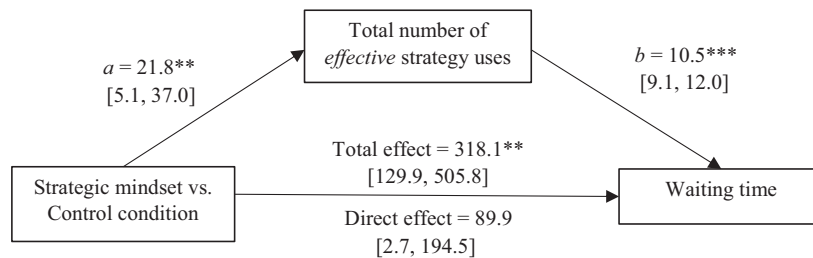 Total number of
effective strategy uses
a = 21.8**
[5.1, 37.0]
b = 10.5***
[9.1, 12.0]
Total effect = 318.1**
[129.9, 505.8]
Strategic mindset vs.
Control condition
Waiting time
Direct effect = 89.9
[2.7, 194.5]